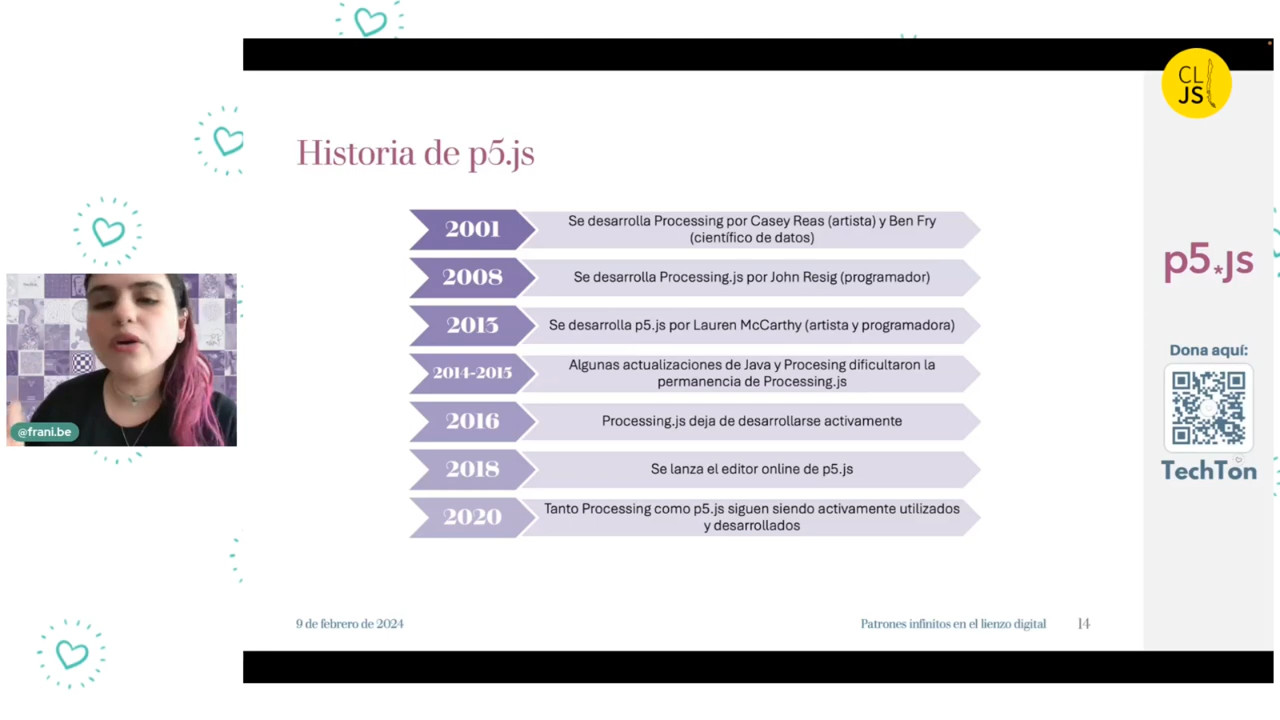 CL
JS
Historia de p5.js
2001
Se desarrolla Processing por Casey Reas (artista) y Ben Fry
(científico de datos)
2008
Se desarrolla Processing.js por John Resig (programador)
2013
Se desarrolla p5.js por Lauren McCarthy (artista y programadora)
2014-2015
Algunas actualizaciones de Java y Procesing dificultaron la
permanencia de Processing.js
2016
Processing.js deja de desarrollarse activamente
2018
Se lanza el editor online de p5.js
2020
Tanto Processing como p5.js siguen siendo activamente utilizados
y desarrollados
9 de febrero de 2024
Patrones infinitos en el lienzo digital
14
p5*js
Dona aquí:
TechTön
@frani.be